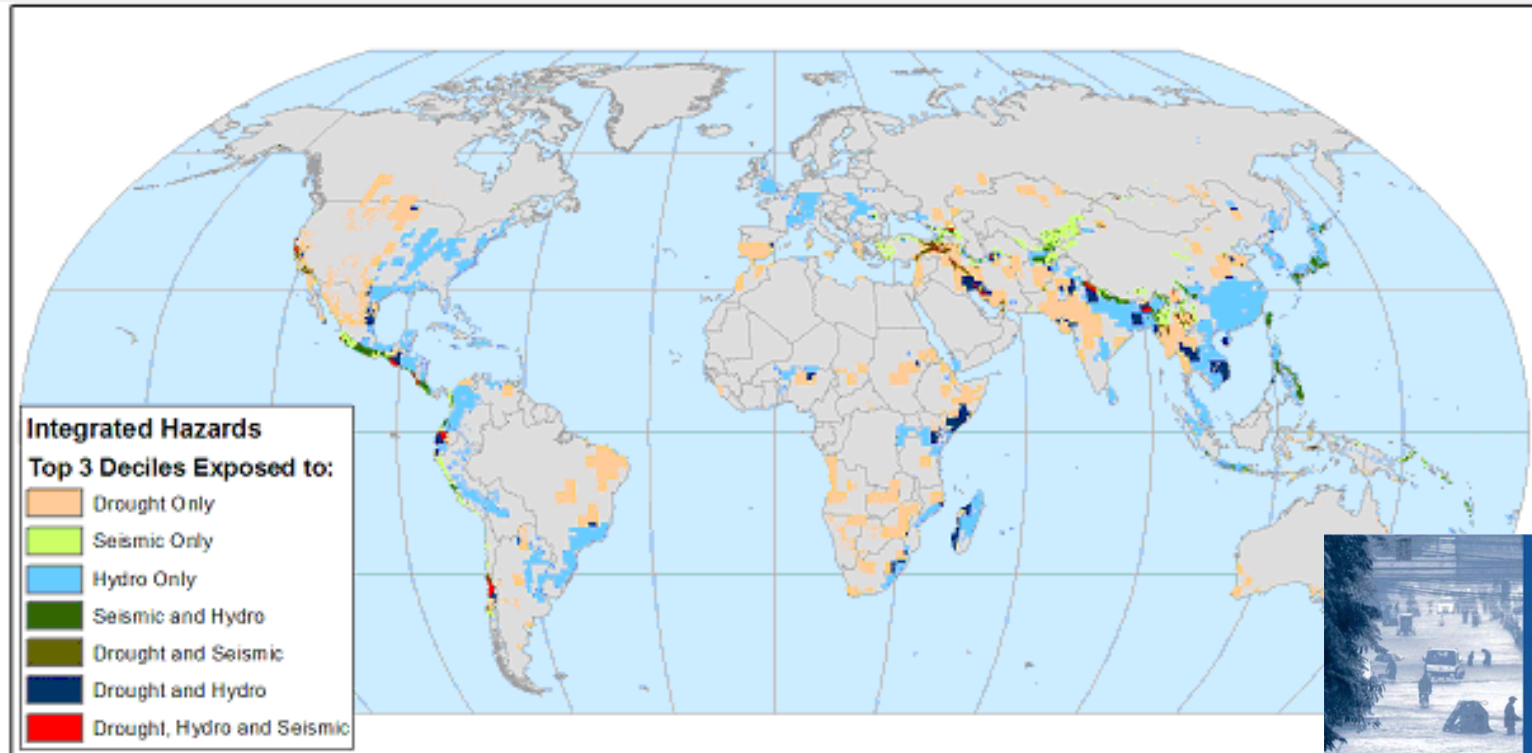 Integrated Hazards
Top 3 Deciles Exposed to:
Drought Only
Seismic Only
Hydro Only
Seismic and Hydro
Drought and Seismic
Drought and Hydro
Drought, Hydro and Seismic